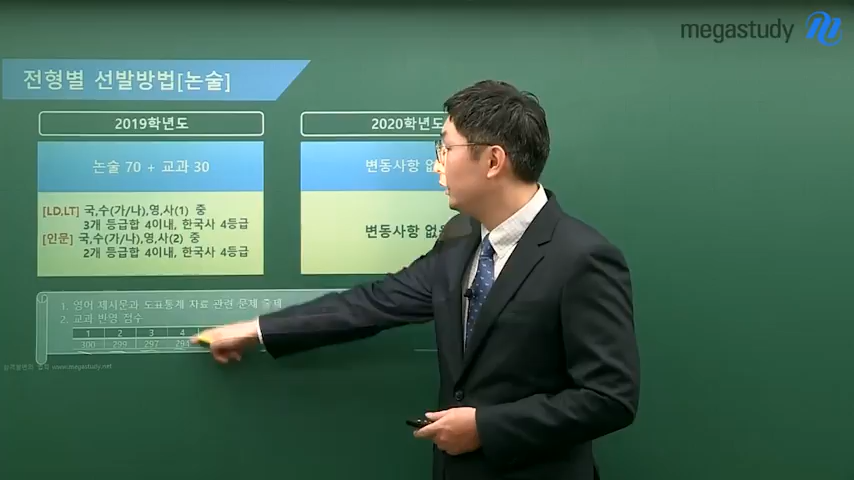 megastudy
전형별 선발방법[논술]
2019학년도
2020학년도
논술 70 + 교과 30
변동사항 없
[LD,LT] 국,수(가/나),영,사(1) 중
3개 등급합 4이내, 한국사 4등급
[인문] 국,수(가/나),영,사(2) 중
2개 등급합 4이내, 한국사 4등급
변동사항 없음
1. 영어 제시문과 도표통계 자료 관련 문제 출제
2. 교과 반영 점수
1 2 3 4
300 299 297 294
www.megastudy.net